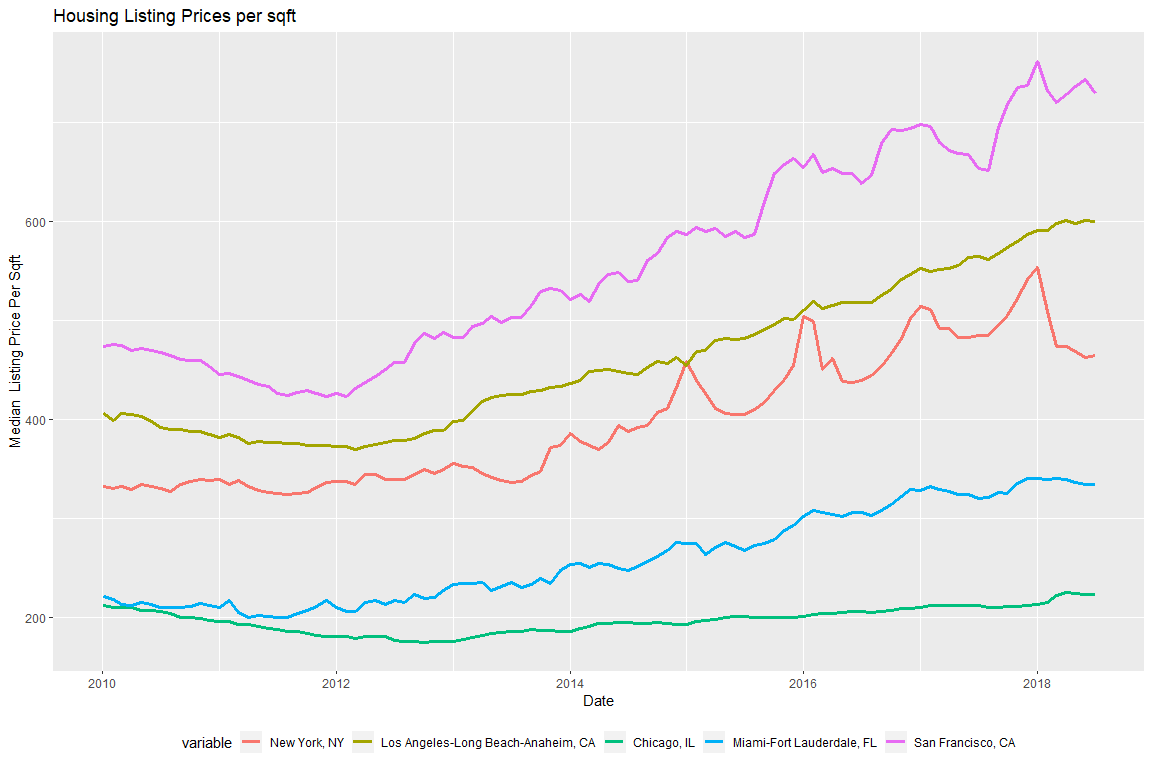 Housing Listing Prices per sqft
Median Listing Price Per Sqft
600
400
200
2010 2012 2014 2016 2018
Date
variable New York, NY Los Angeles-Long Beach-Anaheim, CA Chicago, IL Miami-Fort Lauderdale, FL San Francisco, CA